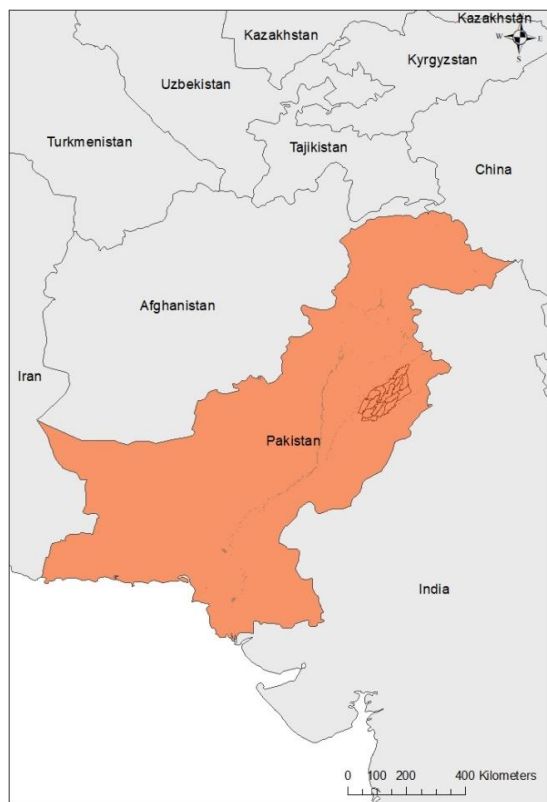 Kazakhstan
Kazakhstan
N
W E
S
Kyrgyzstan
Uzbekistan
Turkmenistan
Tajikistan
China
Afghanistan
Iran
Pakistan
India
0 100 200 400 Kilometers